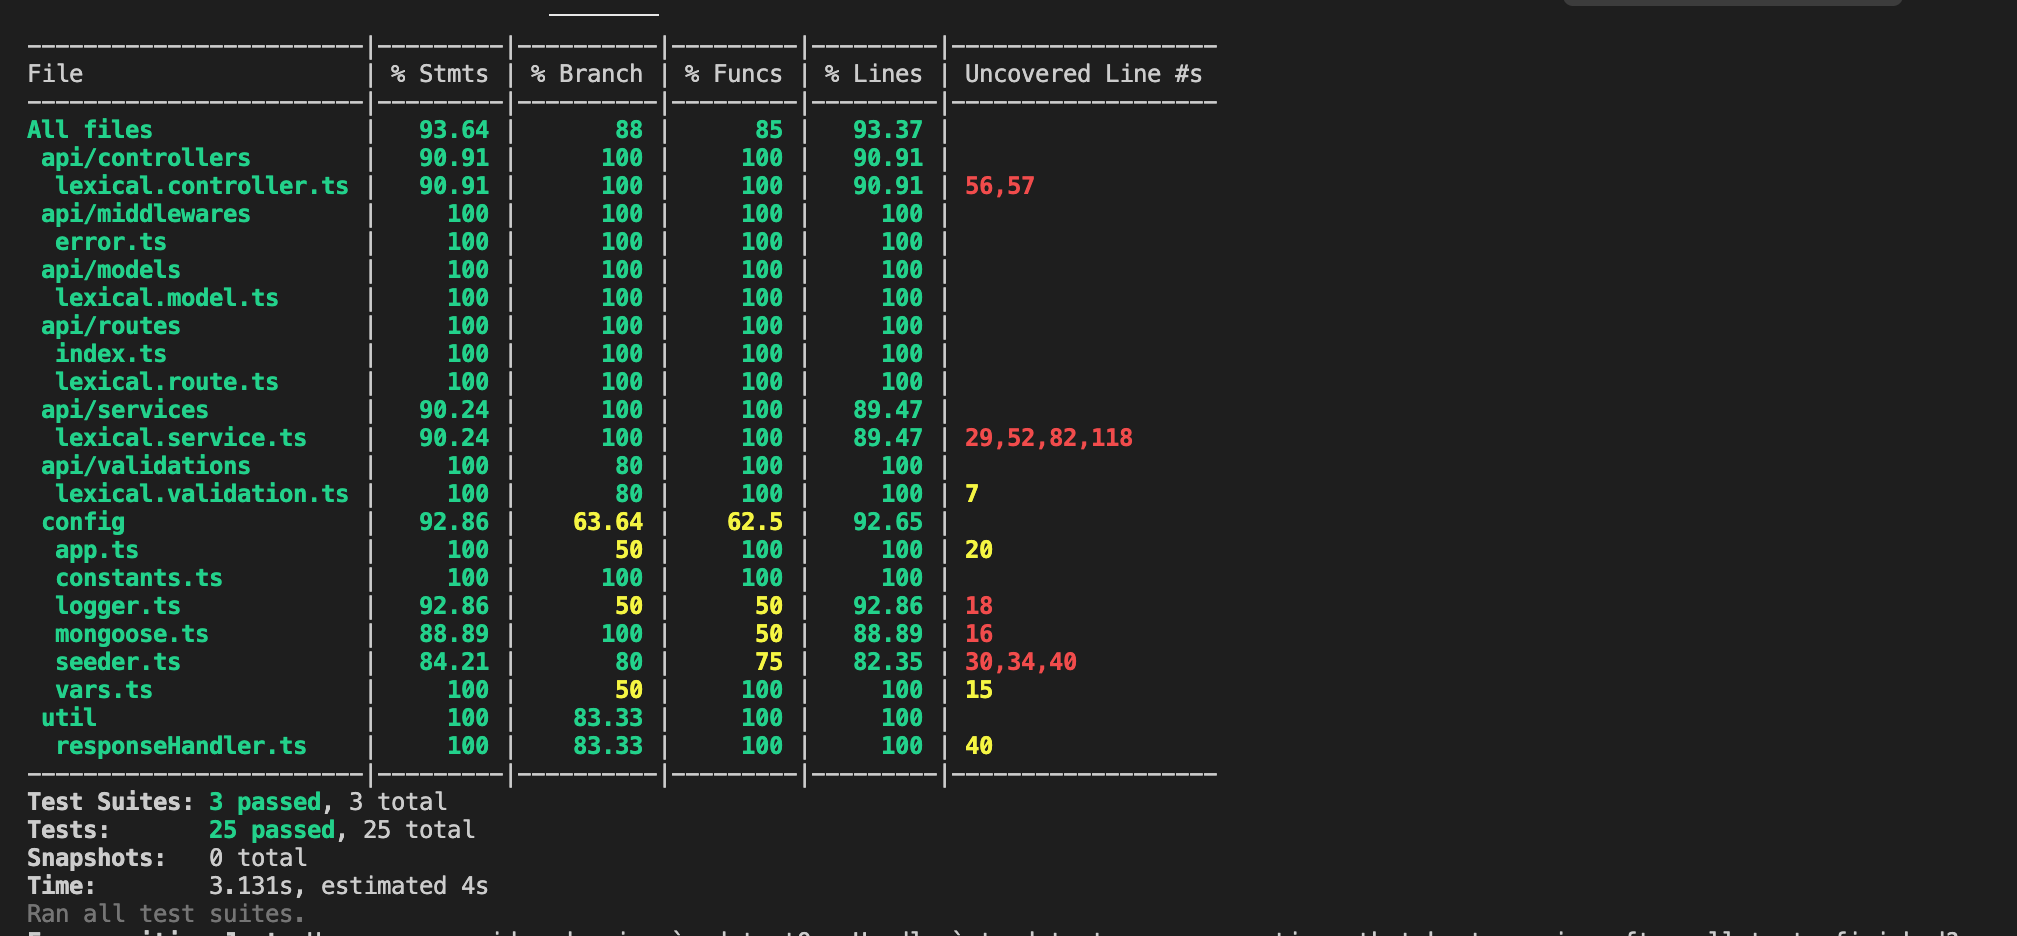 File | % Stmts | % Branch | % Funcs | % Lines | Uncovered Line #s
All files | 93.64 | 88 | 85 | 93.37 |
api/controllers | 90.91 | 100 | 100 | 90.91 |
lexical.controller.ts | 90.91 | 100 | 100 | 90.91 | 56,57
api/middlewares | 100 | 100 | 100 | 100 |
error.ts | 100 | 100 | 100 | 100 |
api/models | 100 | 100 | 100 | 100 |
lexical.model.ts | 100 | 100 | 100 | 100 |
api/routes | 100 | 100 | 100 | 100 |
index.ts | 100 | 100 | 100 | 100 |
lexical.route.ts | 100 | 100 | 100 | 100 |
api/services | 90.24 | 100 | 100 | 89.47 |
lexical.service.ts | 90.24 | 100 | 100 | 89.47 | 29,52,82,118
api/validations | 100 | 80 | 100 | 100 |
lexical.validation.ts | 100 | 80 | 100 | 100 | 7
config | 92.86 | 63.64 | 62.5 | 92.65 |
app.ts | 100 | 50 | 100 | 100 | 20
constants.ts | 100 | 100 | 100 | 100 |
logger.ts | 92.86 | 50 | 50 | 92.86 | 18
mongoose.ts | 88.89 | 100 | 50 | 88.89 | 16
seeder.ts | 84.21 | 80 | 75 | 82.35 | 30,34,40
vars.ts | 100 | 50 | 100 | 100 | 15
util | 100 | 83.33 | 100 | 100 |
responseHandler.ts | 100 | 83.33 | 100 | 100 | 40
Test Suites: 3 passed, 3 total
Tests: 25 passed, 25 total
Snapshots: 0 total
Time: 3.131s, estimated 4s
Ran all test suites.